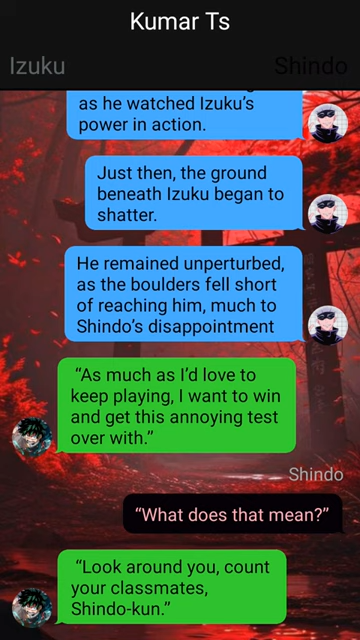 Kumar Ts
Izuku
Shindo
as he watched Izuku’s
power in action.
Just then, the ground
beneath Izuku began to
shatter.
He remained unperturbed,
as the boulders fell short
of reaching him, much to
Shindo’s disappointment
“As much as I’d love to
keep playing, I want to win
and get this annoying test
over with.”
Shindo
“What does that mean?”
“Look around you, count
your classmates,
Shindo-kun.”